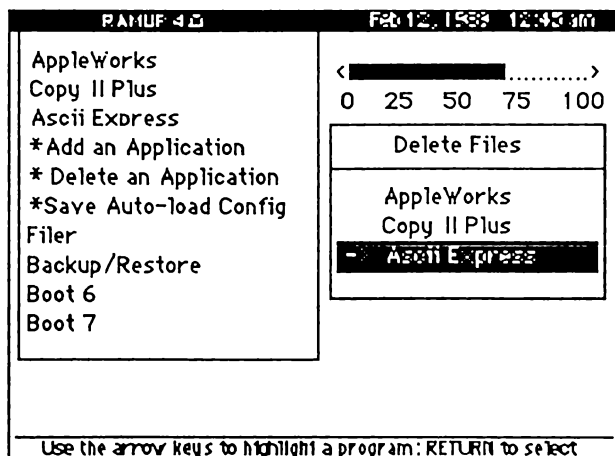 RAMUP 4.0
Feb 12, 1989 12:45 am
AppleWorks
Copy II Plus
Ascii Express
*Add an Application
* Delete an Application
*Save Auto-load Config
Filer
Backup/Restore
Boot 6
Boot 7
0 25 50 75 100
Delete Files
AppleWorks
Copy II Plus
- Ascii Express
Use the arrow keys to highlight a program: RETURN to select